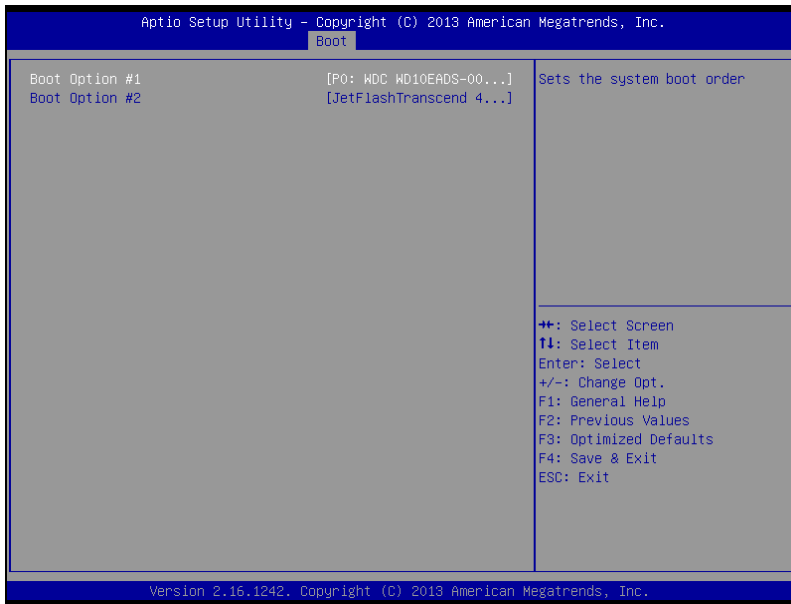 Aptio Setup Utility – Copyright (C) 2013 American Megatrends, Inc.
Boot
Boot Option #1 [P0: WDC WD10EADS-00...]
Boot Option #2 [JetFlashTranscend 4...]
Sets the system boot order
→←: Select Screen
↑↓: Select Item
Enter: Select
+/-: Change Opt.
F1: General Help
F2: Previous Values
F3: Optimized Defaults
F4: Save & Exit
ESC: Exit
Version 2.16.1242. Copyright (C) 2013 American Megatrends, Inc.